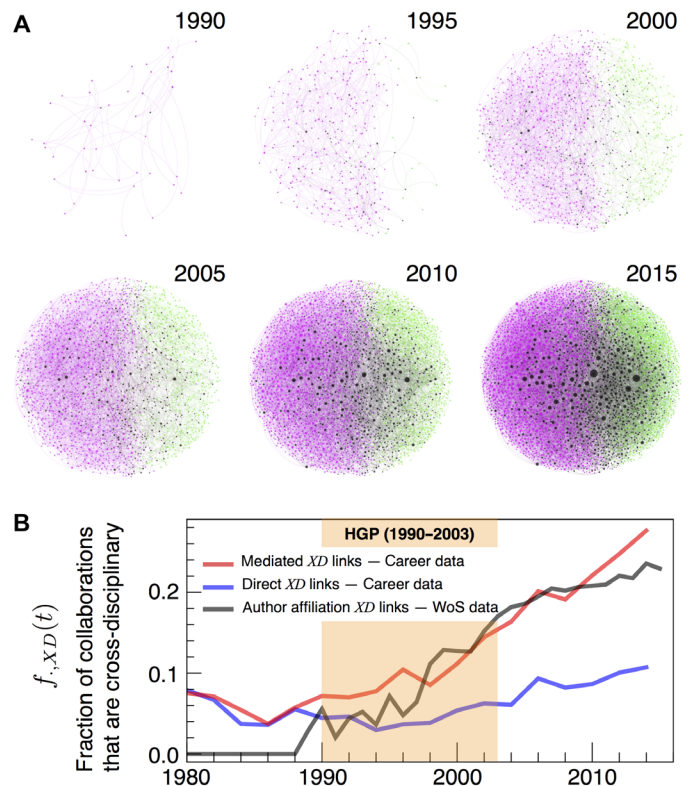 A
1990
1995
2000
2005
2010
2015
B
HGP (1990–2003)
Mediated XD links — Career data
Direct XD links — Career data
Author affiliation XD links — WoS data
f·,XD(t)
Fraction of collaborations
that are cross-disciplinary
0.2
0.1
0.0
1980
1990
2000
2010